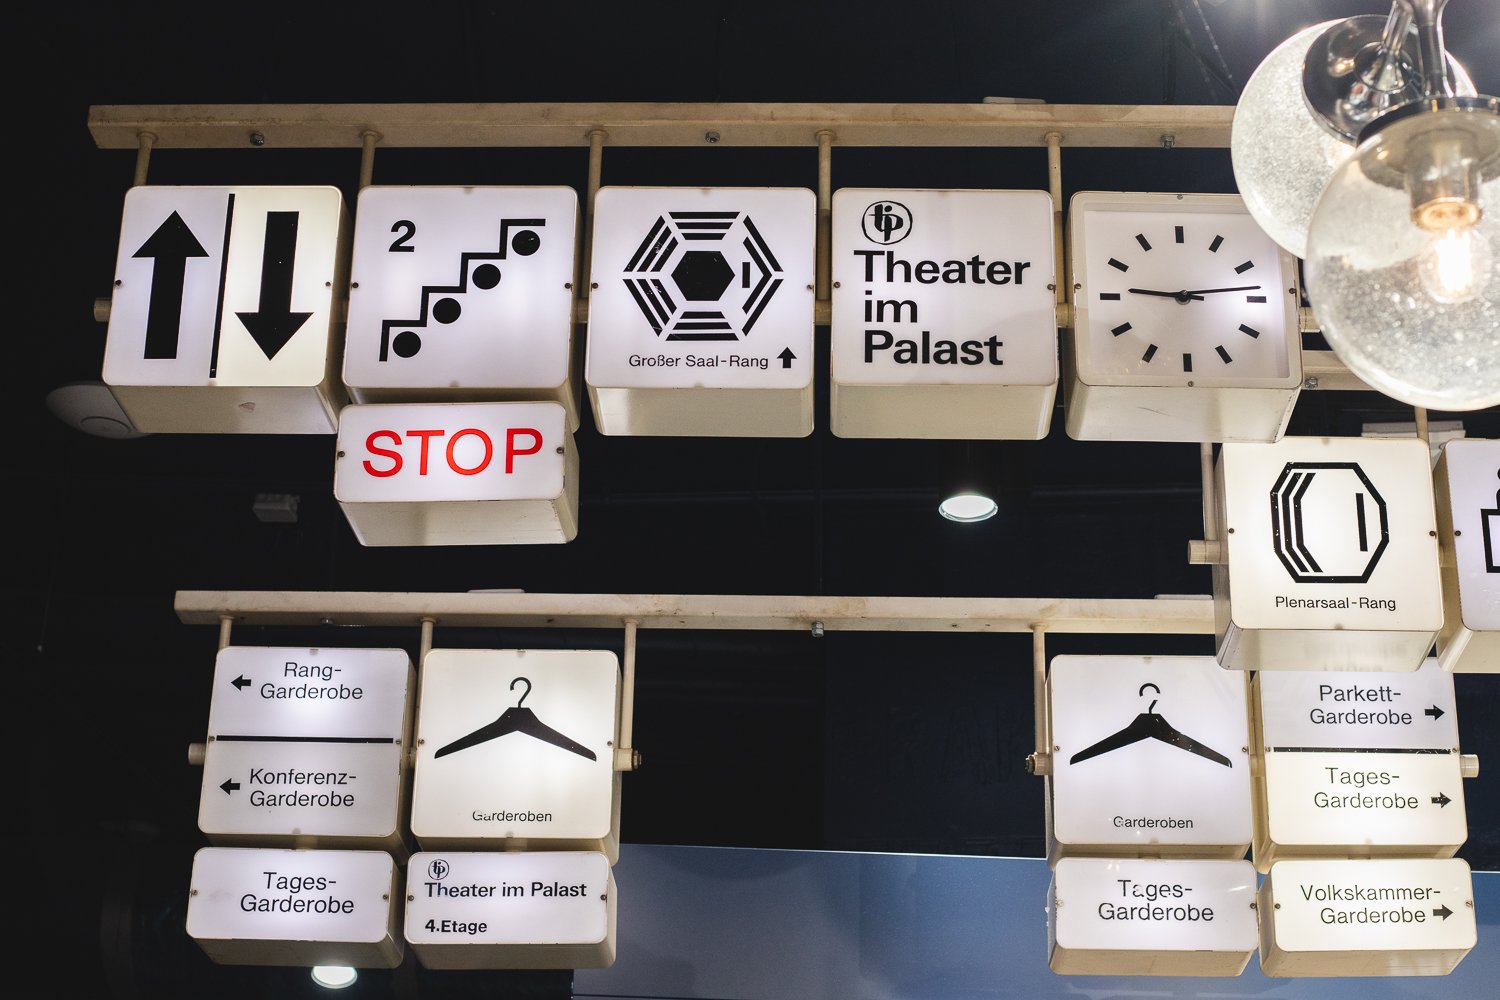 2
Großer Saal-Rang
tip
Theater
im
Palast
STOP
Plenarsaal-Rang
Rang-
Garderobe
Konferenz-
Garderobe
Garderoben
Tages-
Garderobe
tip
Theater im Palast
4.Etage
Garderoben
Parkett-
Garderobe
Tages-
Garderobe
Tages-
Garderobe
Volkskammer-
Garderobe